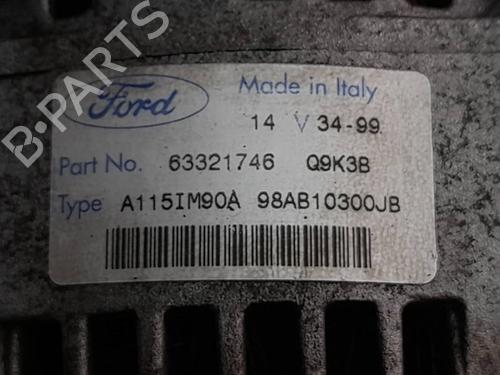 B-PARTS
Ford
Made in Italy
14 V 34-99
Part No. 63321746 Q9K3B
Type A115IM90A 98AB10300JB